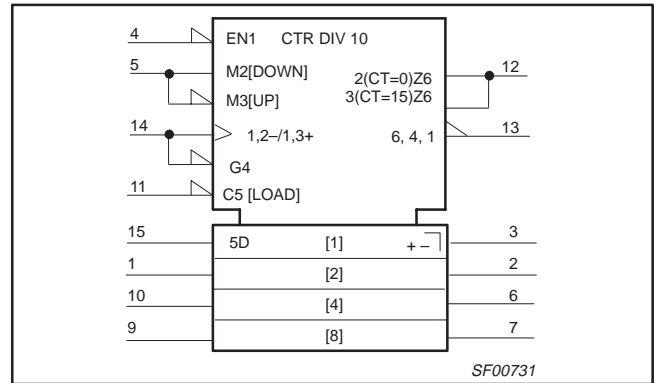 4 EN1 CTR DIV 10
5 M2[DOWN] 2(CT=0)Z6 12
M3[UP] 3(CT=15)Z6
14 1,2–/1,3+ 6, 4, 1 13
G4
11 C5 [LOAD]
15 5D [1] + – 3
1 [2] 2
10 [4] 6
9 [8] 7
SF00731